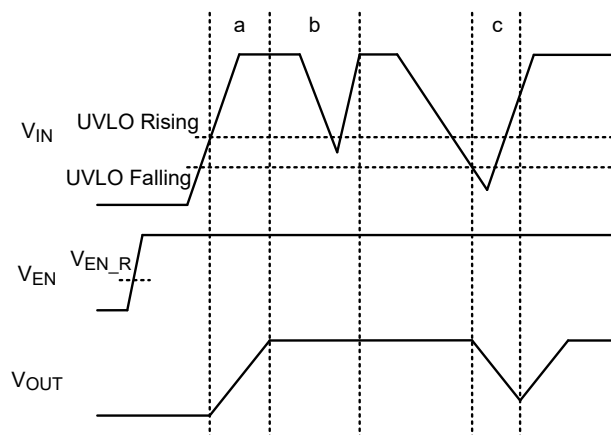 a b c
UVLO Rising
VIN
UVLO Falling
VEN_R
VEN
VOUT